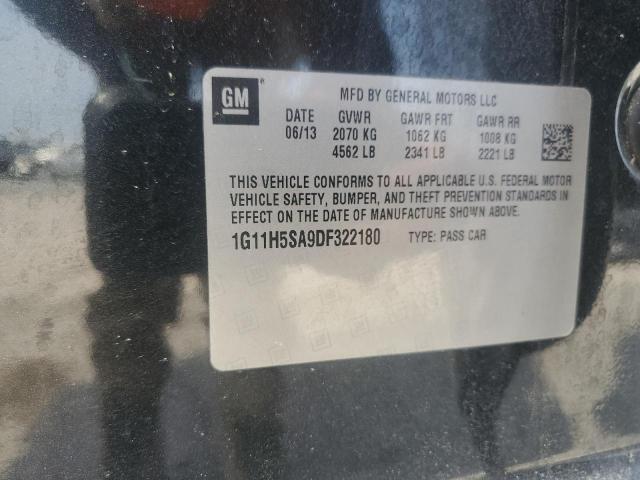 GM
MFD BY GENERAL MOTORS LLC
DATE GVWR GAWR FRT GAWR RR
06/13 2070 KG 1062 KG 1008 KG
4562 LB 2341 LB 2221 LB
THIS VEHICLE CONFORMS TO ALL APPLICABLE U.S. FEDERAL MOTOR
VEHICLE SAFETY, BUMPER, AND THEFT PREVENTION STANDARDS IN
EFFECT ON THE DATE OF MANUFACTURE SHOWN ABOVE.
1G11H5SA9DF322180 TYPE: PASS CAR